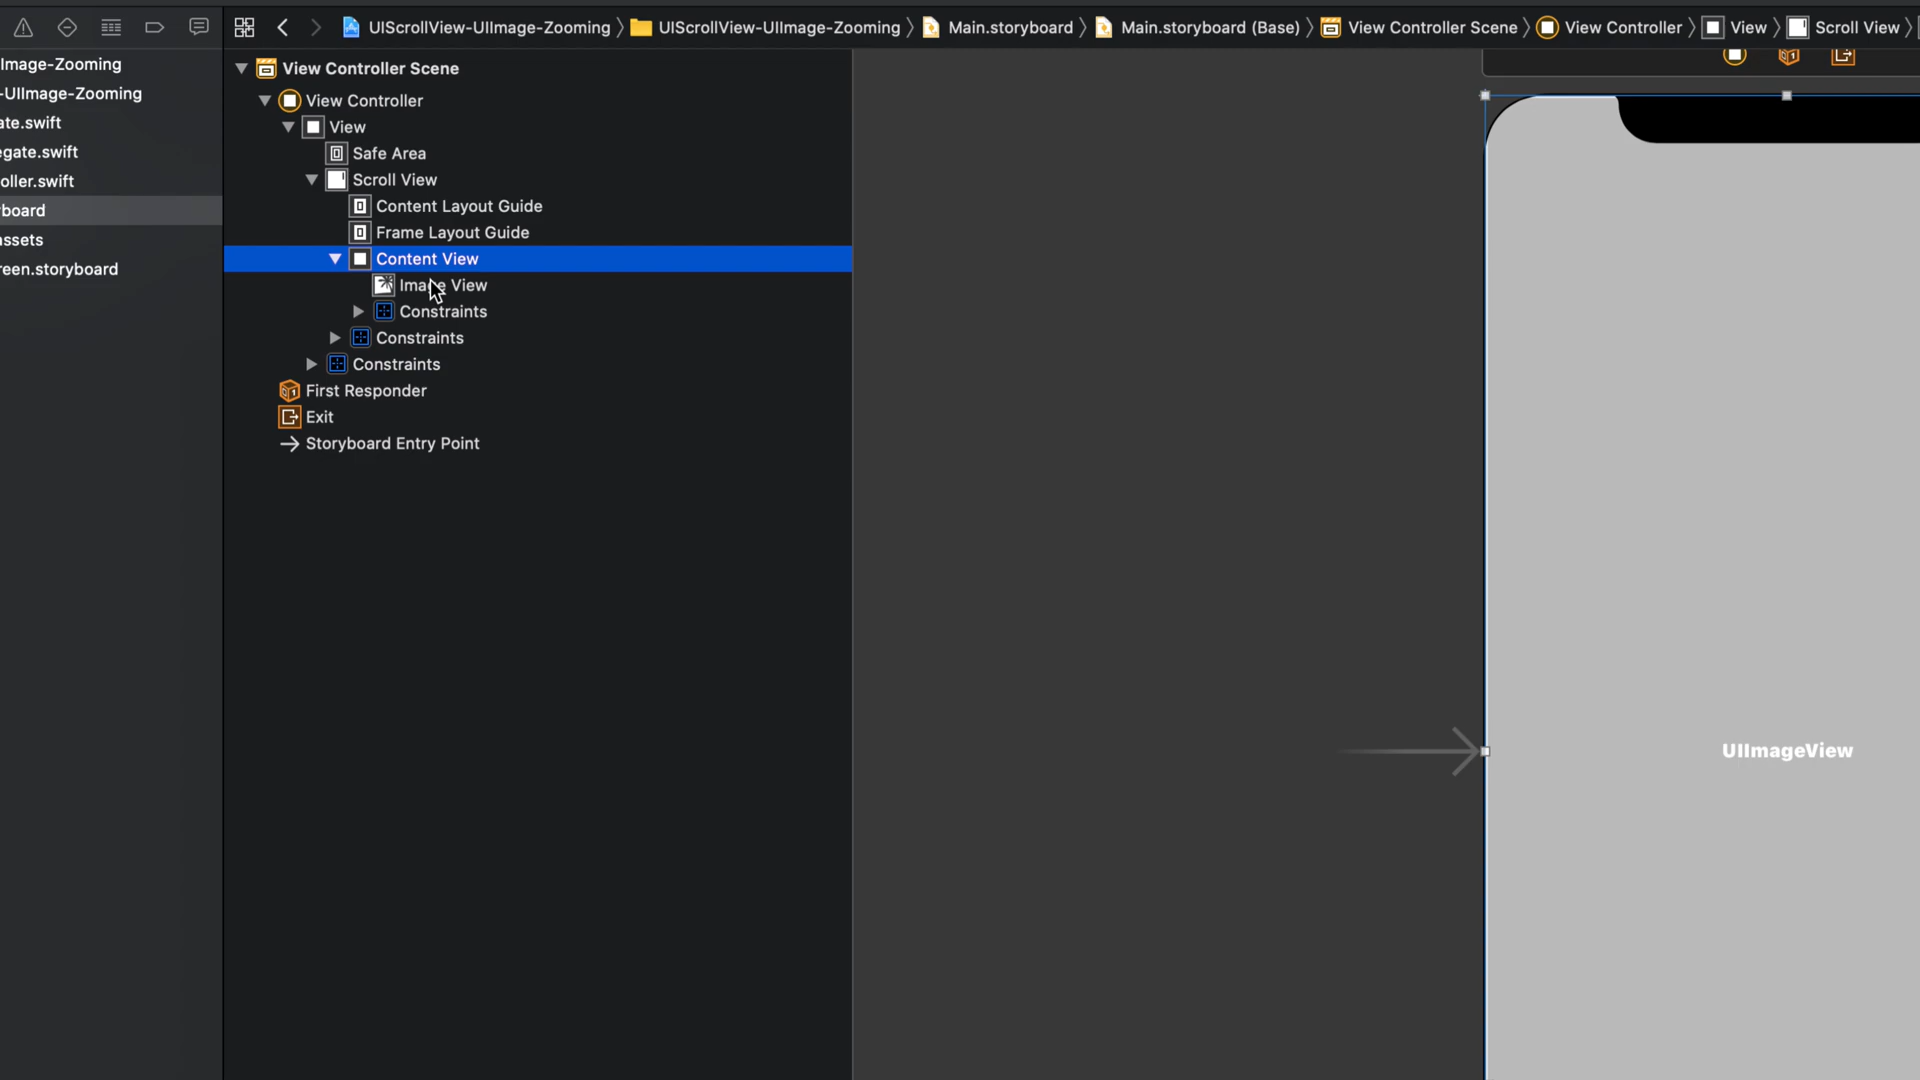 UIScrollView-UIImage-Zooming
UIScrollView-UIImage-Zooming
Main.storyboard
Main.storyboard (Base)
View Controller Scene
View Controller
View
Scroll View
Image-Zooming
-UIImage-Zooming
ate.swift
egate.swift
oller.swift
board
assets
reen.storyboard
View Controller Scene
View Controller
View
Safe Area
Scroll View
Content Layout Guide
Frame Layout Guide
Content View
Image View
Constraints
Constraints
Constraints
First Responder
Exit
Storyboard Entry Point
UIImageView